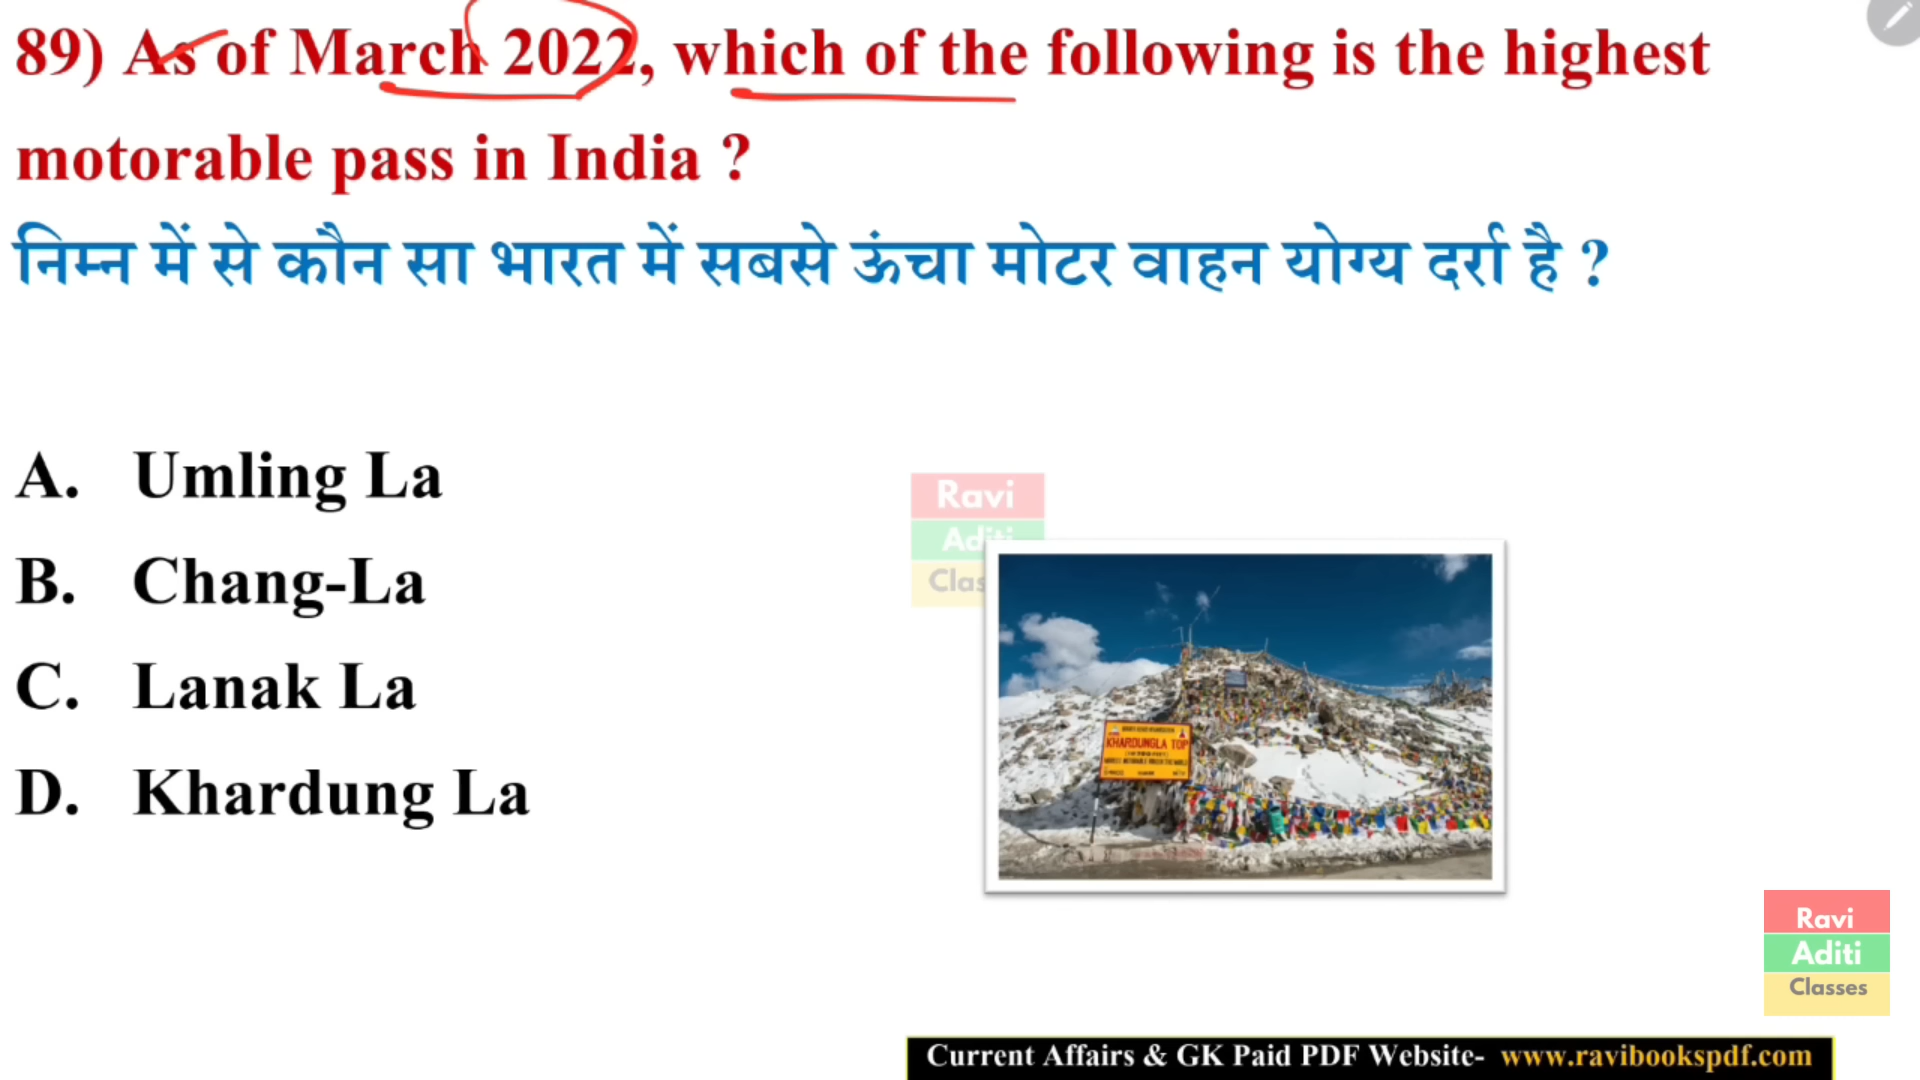 89) As of March 2022, which of the following is the highest
motorable pass in India ?
निम्न में से कौन सा भारत में सबसे ऊंचा मोटर वाहन योग्य दर्रा है ?
A. Umling La
B. Chang-La
C. Lanak La
D. Khardung La
Ravi
Aditi
Clas
KHARDUNGLA TOP
Ravi
Aditi
Classes
Current Affairs & GK Paid PDF Website- www.ravibookspdf.com